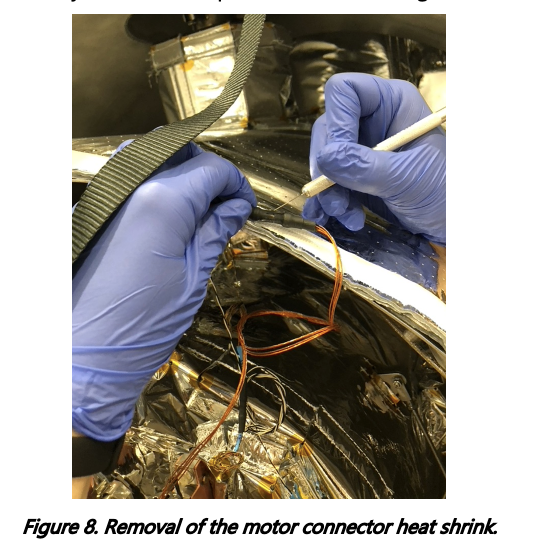 Figure 8. Removal of the motor connector heat shrink.